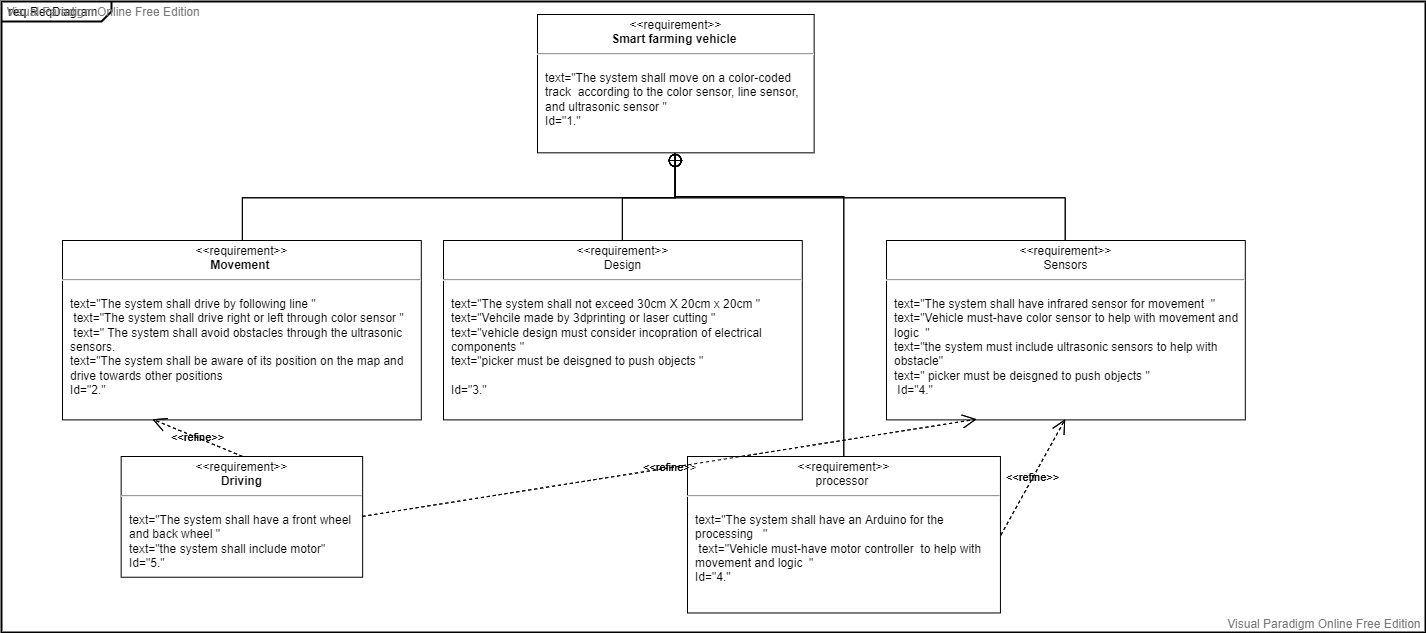 req ReqDiagram
Visual Paradigm Online Free Edition
<<requirement>>
Smart farming vehicle
text="The system shall move on a color-coded
track  according to the color sensor, line sensor,
and ultrasonic sensor "
Id="1."
<<requirement>>
Movement
text="The system shall drive by following line "
text="The system shall drive right or left through color sensor "
text=" The system shall avoid obstacles through the ultrasonic
sensors.
text="The system shall be aware of its position on the map and
drive towards other positions
Id="2."
<<requirement>>
Design
text="The system shall not exceed 30cm X 20cm x 20cm "
text="Vehcile made by 3dprinting or laser cutting "
text="vehicle design must consider incopration of electrical
components "
text="picker must be deisgned to push objects "
Id="3."
<<requirement>>
Sensors
text="The system shall have infrared sensor for movement  "
text="Vehicle must-have color sensor to help with movement and
logic  "
text="the system must include ultrasonic sensors to help with
obstacle"
text=" picker must be deisgned to push objects "
Id="4."
<<refine>>
<<refine>>
<<refine>>
<<requirement>>
Driving
text="The system shall have a front wheel
and back wheel "
text="the system shall include motor"
Id="5."
<<requirement>>
processor
text="The system shall have an Arduino for the
processing   "
text="Vehicle must-have motor controller  to help with
movement and logic  "
Id="4."
Visual Paradigm Online Free Edition